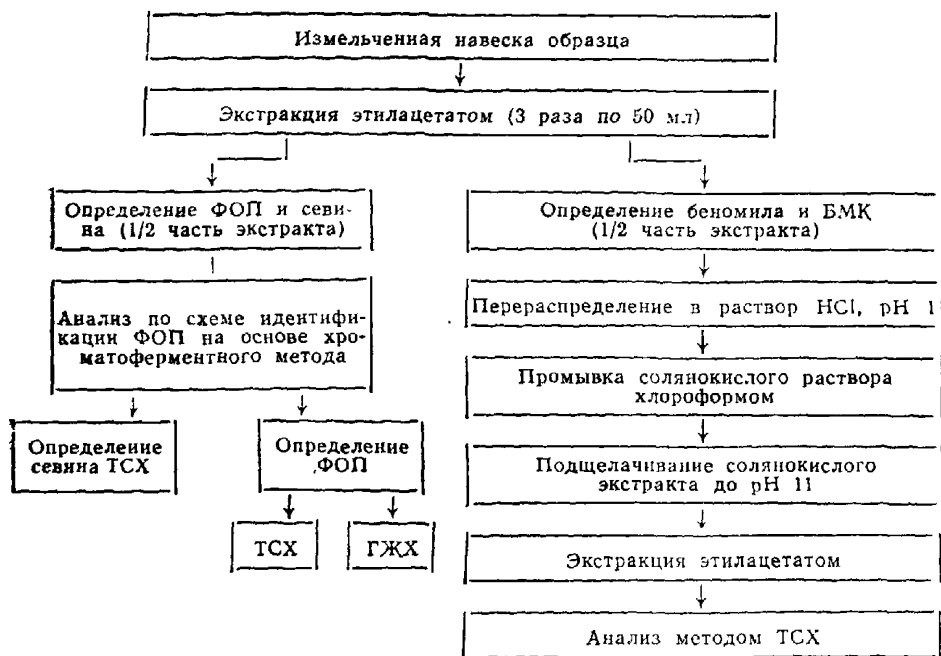 Измельченная навеска образца
Экстракция этилацетатом (3 раза по 50 мл)
Определение ФОП и севи-
на (1/2 часть экстракта)
Анализ по схеме идентифи-
кации ФОП на основе хро-
матоферментного метода
Определение
севина ТСХ
Определение
ФОП
ТСХ
ГЖХ
Определение беномила и БМК
(1/2 часть экстракта)
Перераспределение в раствор HCl, pH 1
Промывка солянокислого раствора
хлороформом
Подщелачивание солянокислого
экстракта до pH 11
Экстракция этилацетатом
Анализ методом ТСХ